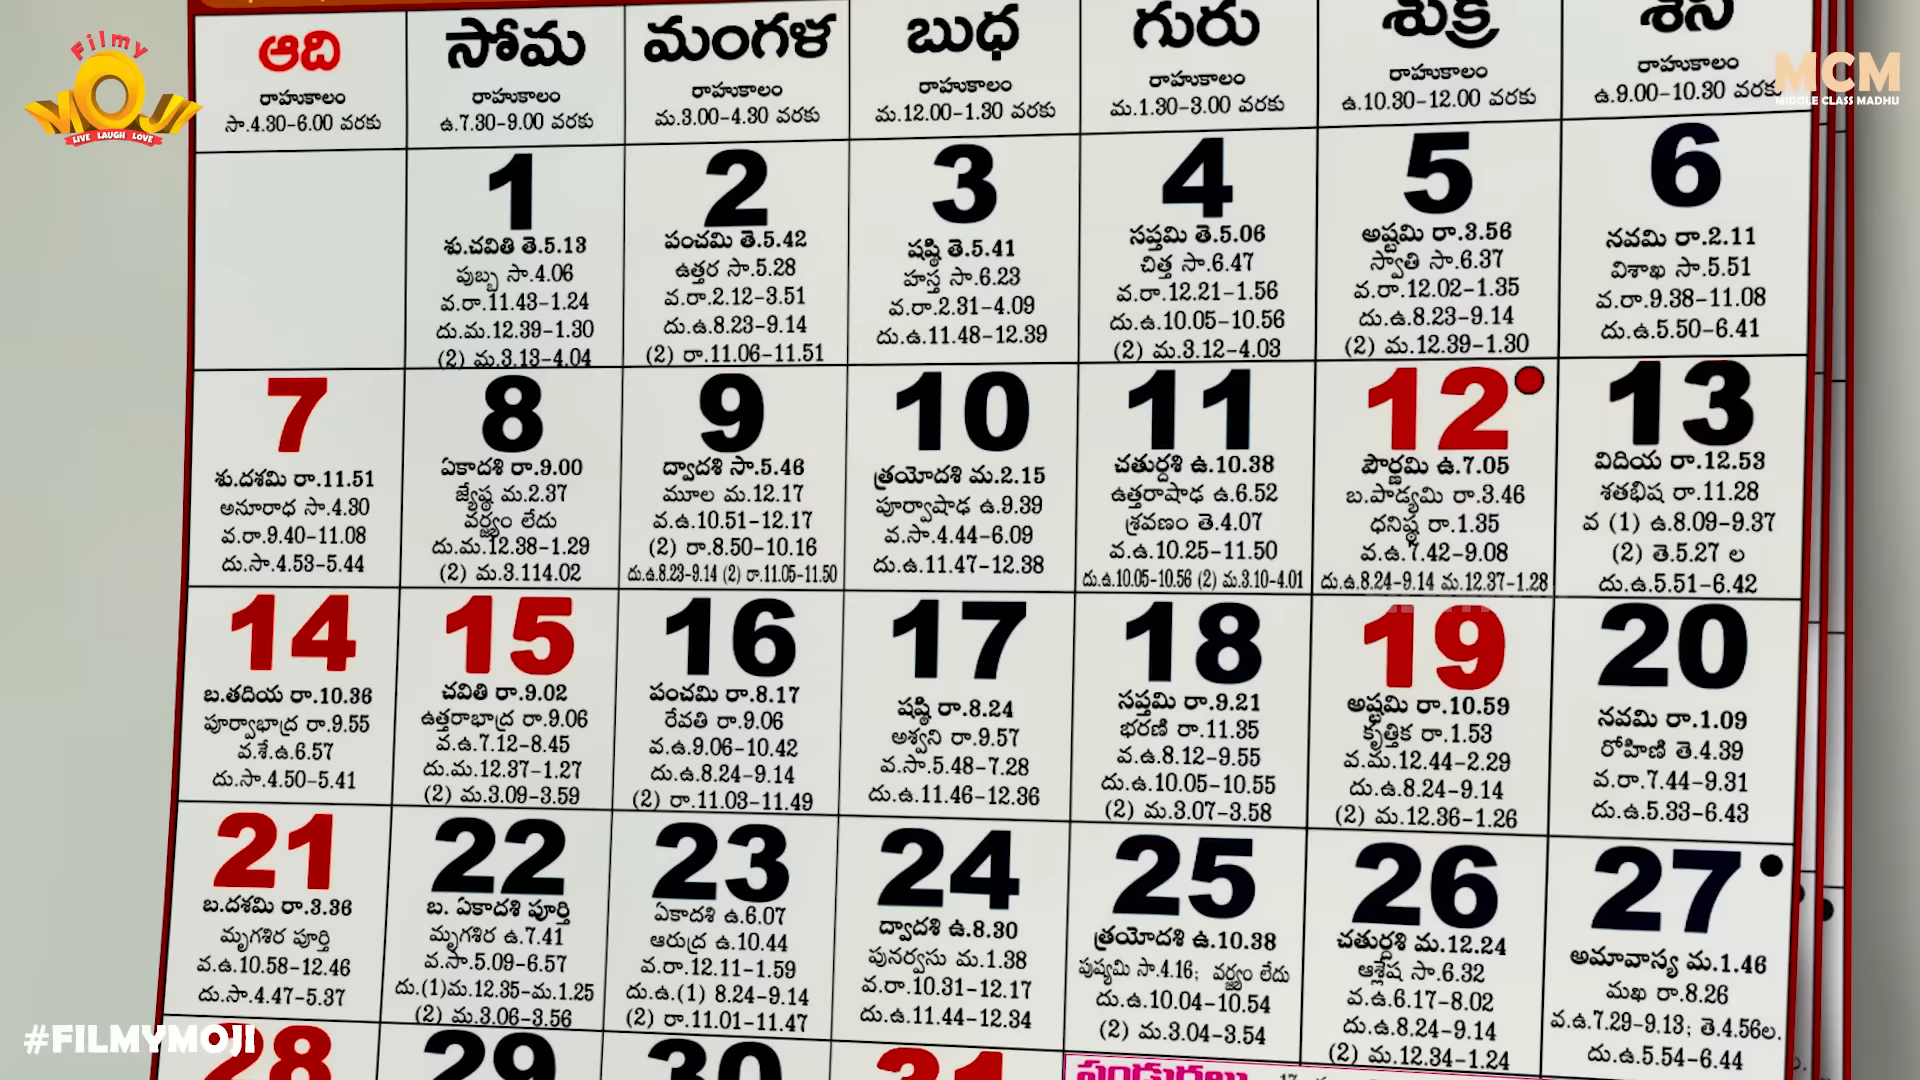 Filmy
MOJI
LIVE LAUGH LOVE
MCM
MIDDLE CLASS MADHU
ఆది సోమ మంగళ బుధ గురు శుక్ర శని
రాహుకాలం రాహుకాలం రాహుకాలం రాహుకాలం రాహుకాలం రాహుకాలం రాహుకాలం
సా.4.30-6.00 వరకు ఉ.7.30-9.00 వరకు మ.3.00-4.30 వరకు మ.12.00-1.30 వరకు మ.1.30-3.00 వరకు ఉ.10.30-12.00 వరకు ఉ.9.00-10.30 వరకు
1 2 3 4 5 6
శు.చవితి తె.5.13 పంచమి తె.5.42 షష్ఠి తె.5.41 సప్తమి తె.5.06 అష్టమి రా.3.56 నవమి రా.2.11
పుబ్బ సా.4.06 ఉత్తర సా.5.28 హస్త సా.6.23 చిత్త సా.6.47 స్వాతి సా.6.37 విశాఖ సా.5.51
వ.రా.11.43-1.24 వ.రా.2.12-3.51 వ.రా.2.31-4.09 వ.రా.12.21-1.56 వ.రా.12.02-1.35 వ.రా.9.38-11.08
దు.మ.12.39-1.30 దు.ఉ.8.23-9.14 దు.ఉ.11.48-12.39 దు.ఉ.10.05-10.56 దు.ఉ.8.23-9.14 దు.ఉ.5.50-6.41
(2) మ.3.13-4.04 (2) రా.11.06-11.51 (2) మ.3.12-4.03 (2) మ.12.39-1.30
7 8 9 10 11 12 13
శు.దశమి రా.11.51 ఏకాదశి రా.9.00 ద్వాదశి సా.5.46 త్రయోదశి మ.2.15 చతుర్దశి ఉ.10.38 పౌర్ణమి ఉ.7.05 విదియ రా.12.53
అనూరాధ సా.4.30 జ్యేష్ఠ మ.2.37 మూల మ.12.17 పూర్వాషాఢ ఉ.9.39 ఉత్తరాషాఢ ఉ.6.52 బ.పాడ్యమి రా.3.46 శతభిష రా.11.28
వ.రా.9.40-11.08 వర్జ్యం లేదు వ.ఉ.10.51-12.17 వ.సా.4.44-6.09 శ్రవణం తె.4.07 ధనిష్ఠ రా.1.35 వ (1) ఉ.8.09-9.37
దు.సా.4.53-5.44 దు.మ.12.38-1.29 (2) రా.8.50-10.16 దు.ఉ.11.47-12.38 వ.ఉ.10.25-11.50 వ.ఉ.7.42-9.08 (2) తె.5.27 ల
(2) మ.3.114.02 దు.ఉ.8.23-9.14 (2) రా.11.05-11.50 దు.ఉ.10.05-10.56 (2) మ.3.10-4.01 దు.ఉ.8.24-9.14 మ.12.37-1.28 దు.ఉ.5.51-6.42
14 15 16 17 18 19 20
బ.తదియ రా.10.36 చవితి రా.9.02 పంచమి రా.8.17 షష్ఠి రా.8.24 సప్తమి రా.9.21 అష్టమి రా.10.59 నవమి రా.1.09
పూర్వాభాద్ర రా.9.55 ఉత్తరాభాద్ర రా.9.06 రేవతి రా.9.06 అశ్వని రా.9.57 భరణి రా.11.35 కృత్తిక రా.1.53 రోహిణి తె.4.39
వ.శే.ఉ.6.57 వ.ఉ.7.12-8.45 వ.ఉ.9.06-10.42 వ.సా.5.48-7.28 వ.ఉ.8.12-9.55 వ.మ.12.44-2.29 వ.రా.7.44-9.31
దు.సా.4.50-5.41 దు.మ.12.37-1.27 దు.ఉ.8.24-9.14 దు.ఉ.11.46-12.36 దు.ఉ.10.05-10.55 దు.ఉ.8.24-9.14 దు.ఉ.5.33-6.43
(2) మ.3.09-3.59 (2) రా.11.03-11.49 (2) మ.3.07-3.58 (2) మ.12.36-1.26
21 22 23 24 25 26 27
బ.దశమి రా.3.36 బ. ఏకాదశి పూర్తి ఏకాదశి ఉ.6.07 ద్వాదశి ఉ.8.30 త్రయోదశి ఉ.10.38 చతుర్దశి మ.12.24 అమావాస్య మ.1.46
మృగశిర పూర్తి మృగశిర ఉ.7.41 ఆరుద్ర ఉ.10.44 పునర్వసు మ.1.38 పుష్యమి సా.4.16; వర్జ్యం లేదు ఆశ్లేష సా.6.32 మఖ రా.8.26
వ.ఉ.10.58-12.46 వ.సా.5.09-6.57 వ.రా.12.11-1.59 వ.రా.10.31-12.17 దు.ఉ.10.04-10.54 వ.ఉ.6.17-8.02 వ.ఉ.7.29-9.13; తె.4.56ల.
దు.సా.4.47-5.37 దు.(1)మ.12.35-మ.1.25 దు.ఉ.(1) 8.24-9.14 దు.ఉ.11.44-12.34 (2) మ.3.04-3.54 దు.ఉ.8.24-9.14 దు.ఉ.5.54-6.44
(2) మ.3.06-3.56 (2) రా.11.01-11.47 (2) మ.12.34-1.24
28 29 30 31 పండుగలు
#FILMYMOJI